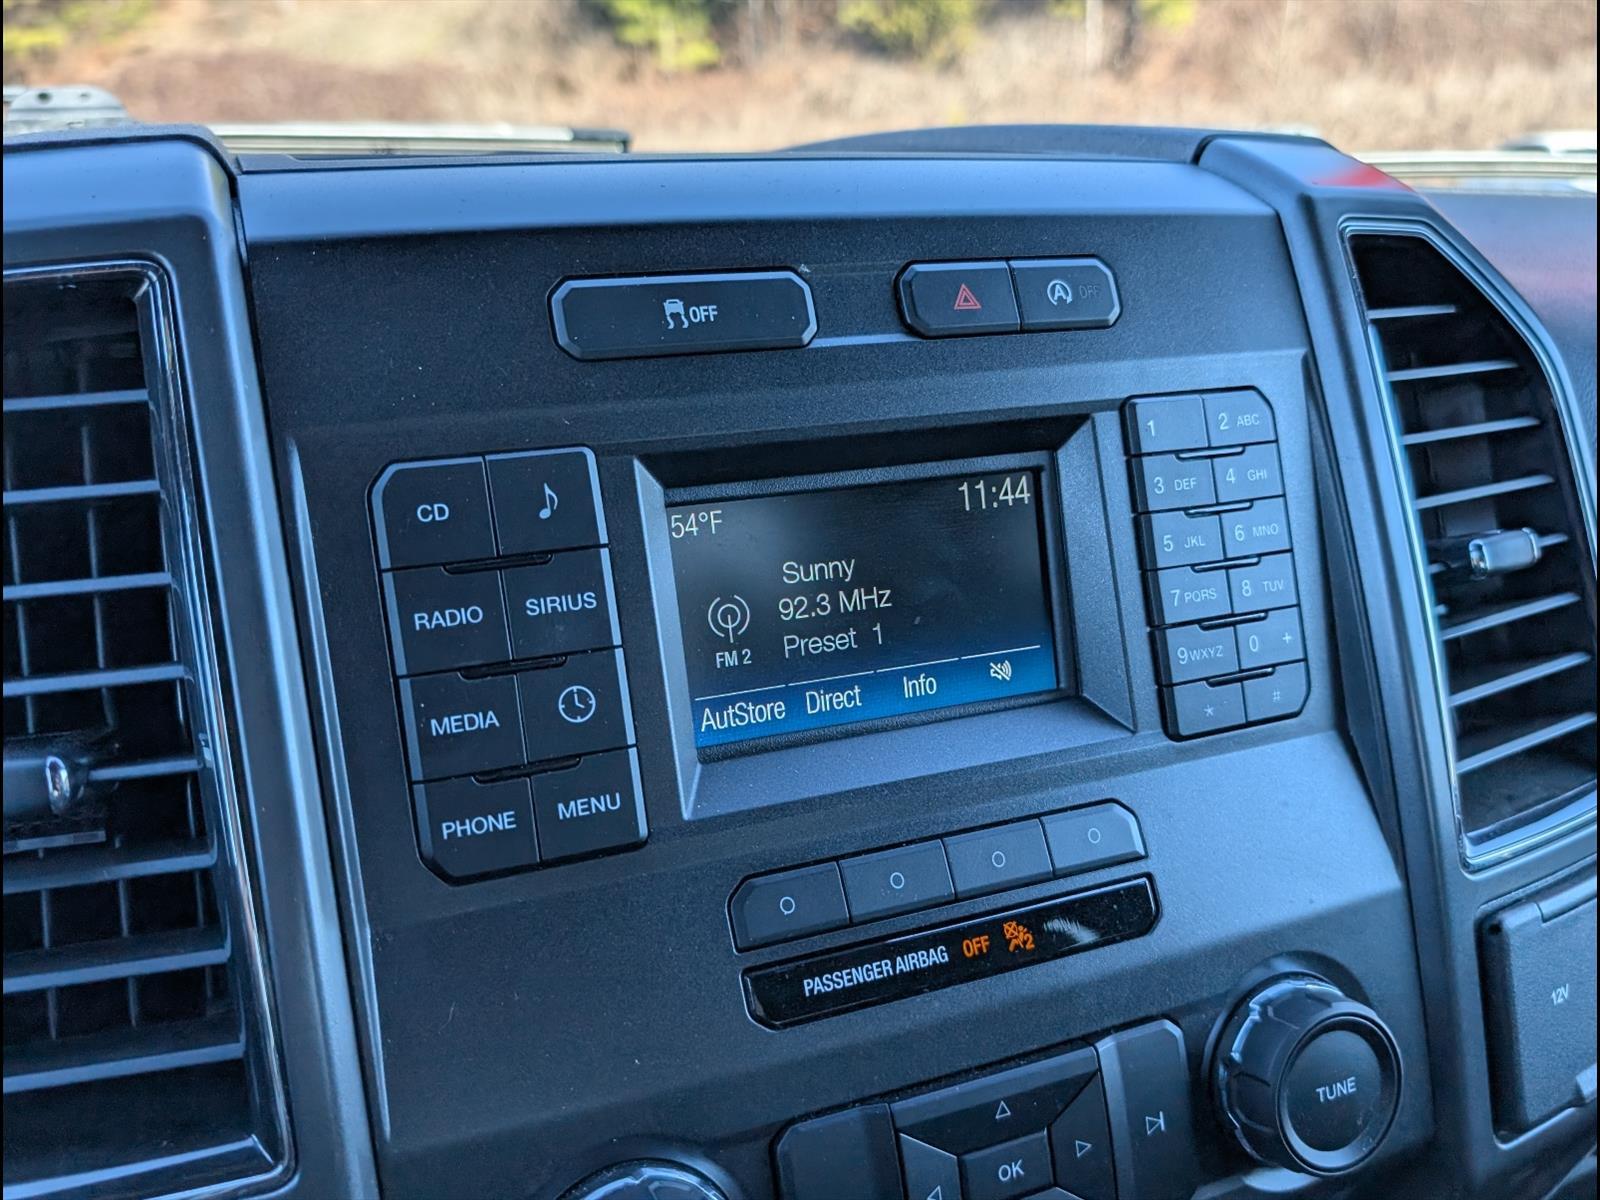 OFF
A OFF
CD
RADIO SIRIUS
MEDIA
PHONE MENU
54°F 11:44
Sunny
92.3 MHz
FM 2 Preset 1
AutStore Direct Info
1 2 ABC
3 DEF 4 GHI
5 JKL 6 MNO
7 PQRS 8 TUV
9 WXYZ 0 +
* #
PASSENGER AIRBAG OFF 2
12V
TUNE
OK